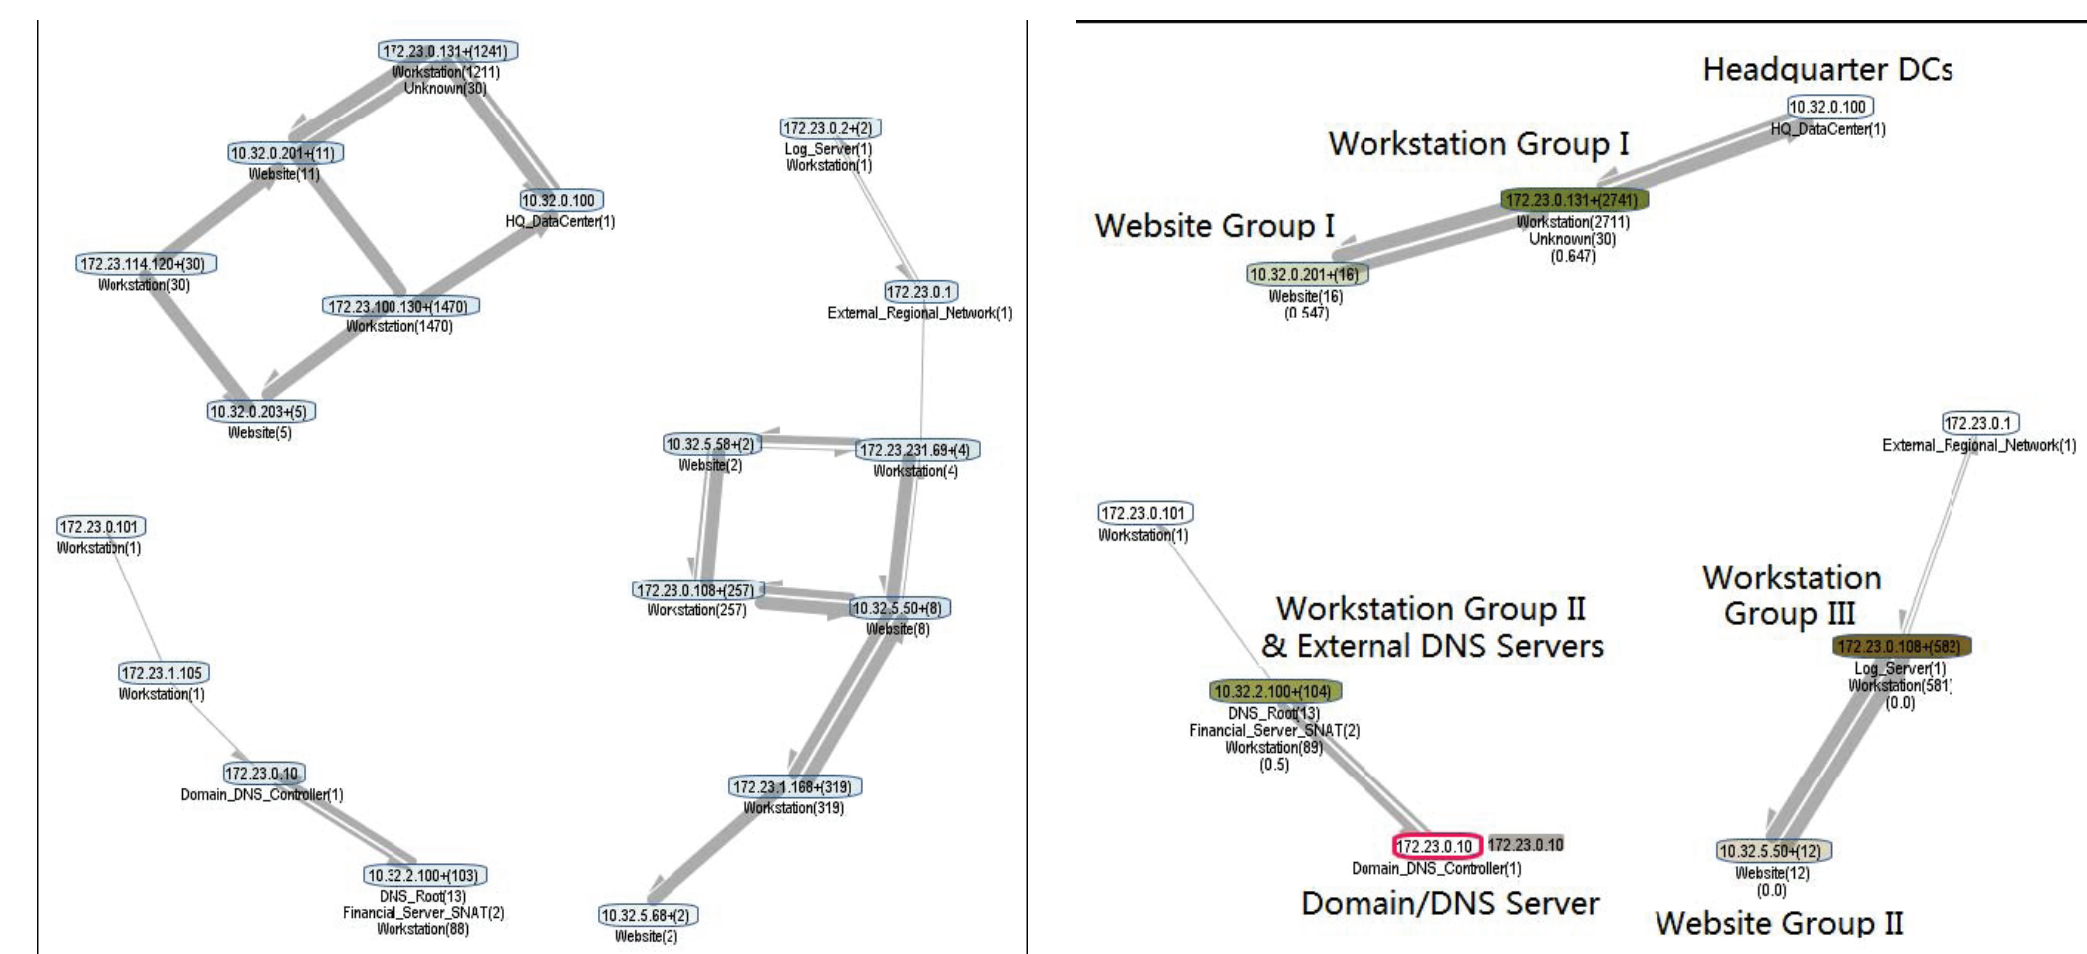 172.23.0.131+(1241)
Workstation(1211)
Unknown(30)
10.32.0.201+(11)
Website(11)
10.32.0.100
HQ_DataCenter(1)
172.23.114.120+(30)
Workstation(30)
172.23.100.130+(1470)
Workstation(1470)
10.32.0.203+(5)
Website(5)
172.23.0.2+(2)
Log_Server(1)
Workstation(1)
172.23.0.1
External_Regional_Network(1)
10.32.5.58+(2)
Website(2)
172.23.231.69+(4)
Workstation(4)
172.23.0.108+(257)
Workstation(257)
10.32.5.50+(8)
Website(8)
172.23.1.168+(319)
Workstation(319)
10.32.5.68+(2)
Website(2)
172.23.0.101
Workstation(1)
172.23.1.105
Workstation(1)
172.23.0.10
Domain_DNS_Controller(1)
10.32.2.100+(103)
DNS_Root(13)
Financial_Server_SNAT(2)
Workstation(88)
Headquarter DCs
10.32.0.100
HQ_DataCenter(1)
Workstation Group I
172.23.0.131+(2741)
Workstation(2711)
Unknown(30)
(0.647)
Website Group I
10.32.0.201+(16)
Website(16)
(0.547)
172.23.0.1
External_Regional_Network(1)
172.23.0.101
Workstation(1)
Workstation Group II
& External DNS Servers
10.32.2.100+(104)
DNS_Root(13)
Financial_Server_SNAT(2)
Workstation(89)
(0.5)
Workstation
Group III
172.23.0.108+(582)
Log_Server(1)
Workstation(581)
(0.0)
172.23.0.10
172.23.0.10
Domain_DNS_Controller(1)
Domain/DNS Server
10.32.5.50+(12)
Website(12)
(0.0)
Website Group II